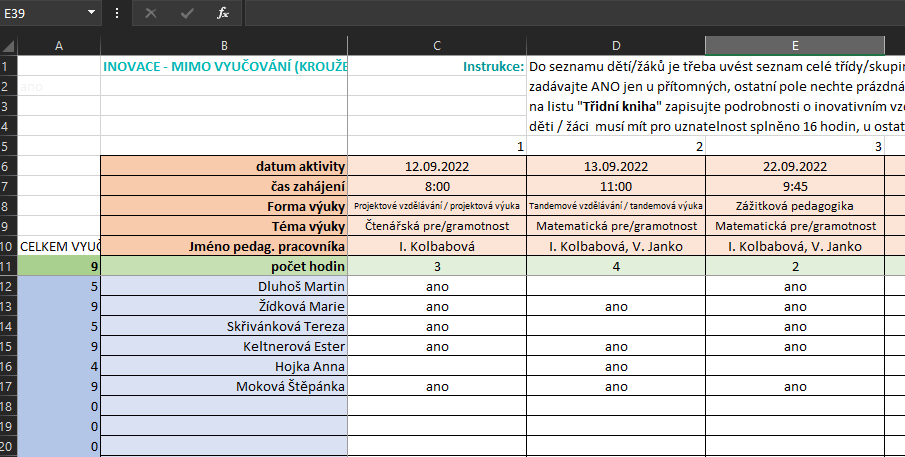 E39
fx
A B C D E
1 INOVACE - MIMO VYUČOVÁNÍ (KROUŽE Instrukce: Do seznamu dětí/žáků je třeba uvést seznam celé třídy/skupin
2 ano zadávejte ANO jen u přítomných, ostatní pole nechte prázdná
3 na listu "Třídní kniha" zapisujte podrobnosti o inovativním vz
4 děti / žáci musí mít pro uznatelnost splněno 16 hodin, u ostat
5 1 2 3
6 datum aktivity 12.09.2022 13.09.2022 22.09.2022
7 čas zahájení 8:00 11:00 9:45
8 Forma výuky Projektové vzdělávání / projektová výuka Tandemové vzdělávání / tandemová výuka Zážitková pedagogika
9 Téma výuky Čtenářská pre/gramotnost Matematická pre/gramotnost Matematická pre/gramotnost
10 CELKEM VYUČ Jméno pedag. pracovníka I. Kolbabová I. Kolbabová, V. Janko I. Kolbabová, V. Janko
11 9 počet hodin 3 4 2
12 5 Dluhoš Martin ano ano
13 9 Žídková Marie ano ano ano
14 5 Skřivánková Tereza ano ano
15 9 Keltnerová Ester ano ano ano
16 4 Hojka Anna ano
17 9 Moková Štěpánka ano ano ano
18 0
19 0
20 0